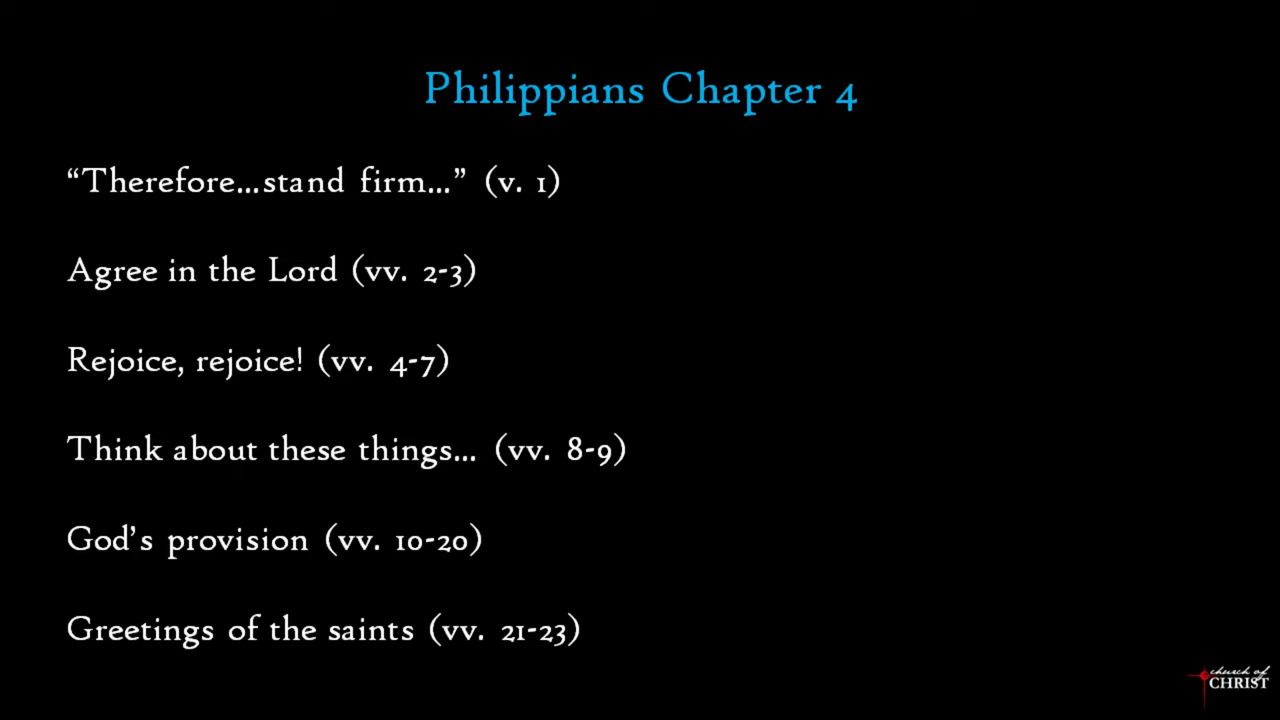 Philippians Chapter 4
“Therefore...stand firm...” (v. 1)
Agree in the Lord (vv. 2-3)
Rejoice, rejoice! (vv. 4-7)
Think about these things... (vv. 8-9)
God’s provision (vv. 10-20)
Greetings of the saints (vv. 21-23)
church of
CHRIST